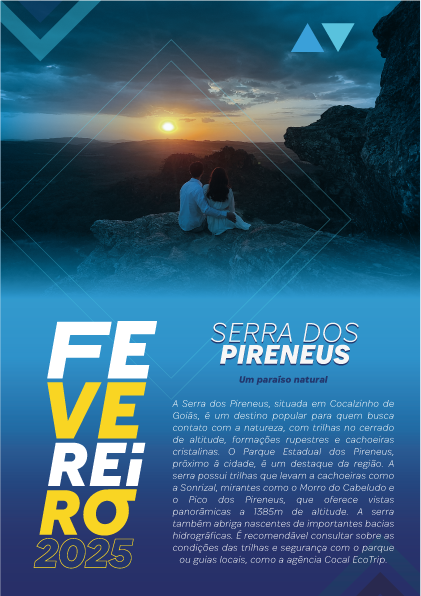 FE
VE
REI
RO
2025
SERRA DOS
PIRENEUS
Um paraíso natural
A Serra dos Pireneus, situada em Cocalzinho de
Goiás, é um destino popular para quem busca
contato com a natureza, com trilhas no cerrado
de altitude, formações rupestres e cachoeiras
cristalinas. O Parque Estadual dos Pireneus,
próximo à cidade, é um destaque da região. A
serra possui trilhas que levam a cachoeiras como
a Sonrizal, mirantes como o Morro do Cabeludo e
o Pico dos Pireneus, que oferece vistas
panorâmicas a 1385m de altitude. A serra
também abriga nascentes de importantes bacias
hidrográficas. É recomendável consultar sobre as
condições das trilhas e segurança com o parque
ou guias locais, como a agência Cocal EcoTrip.